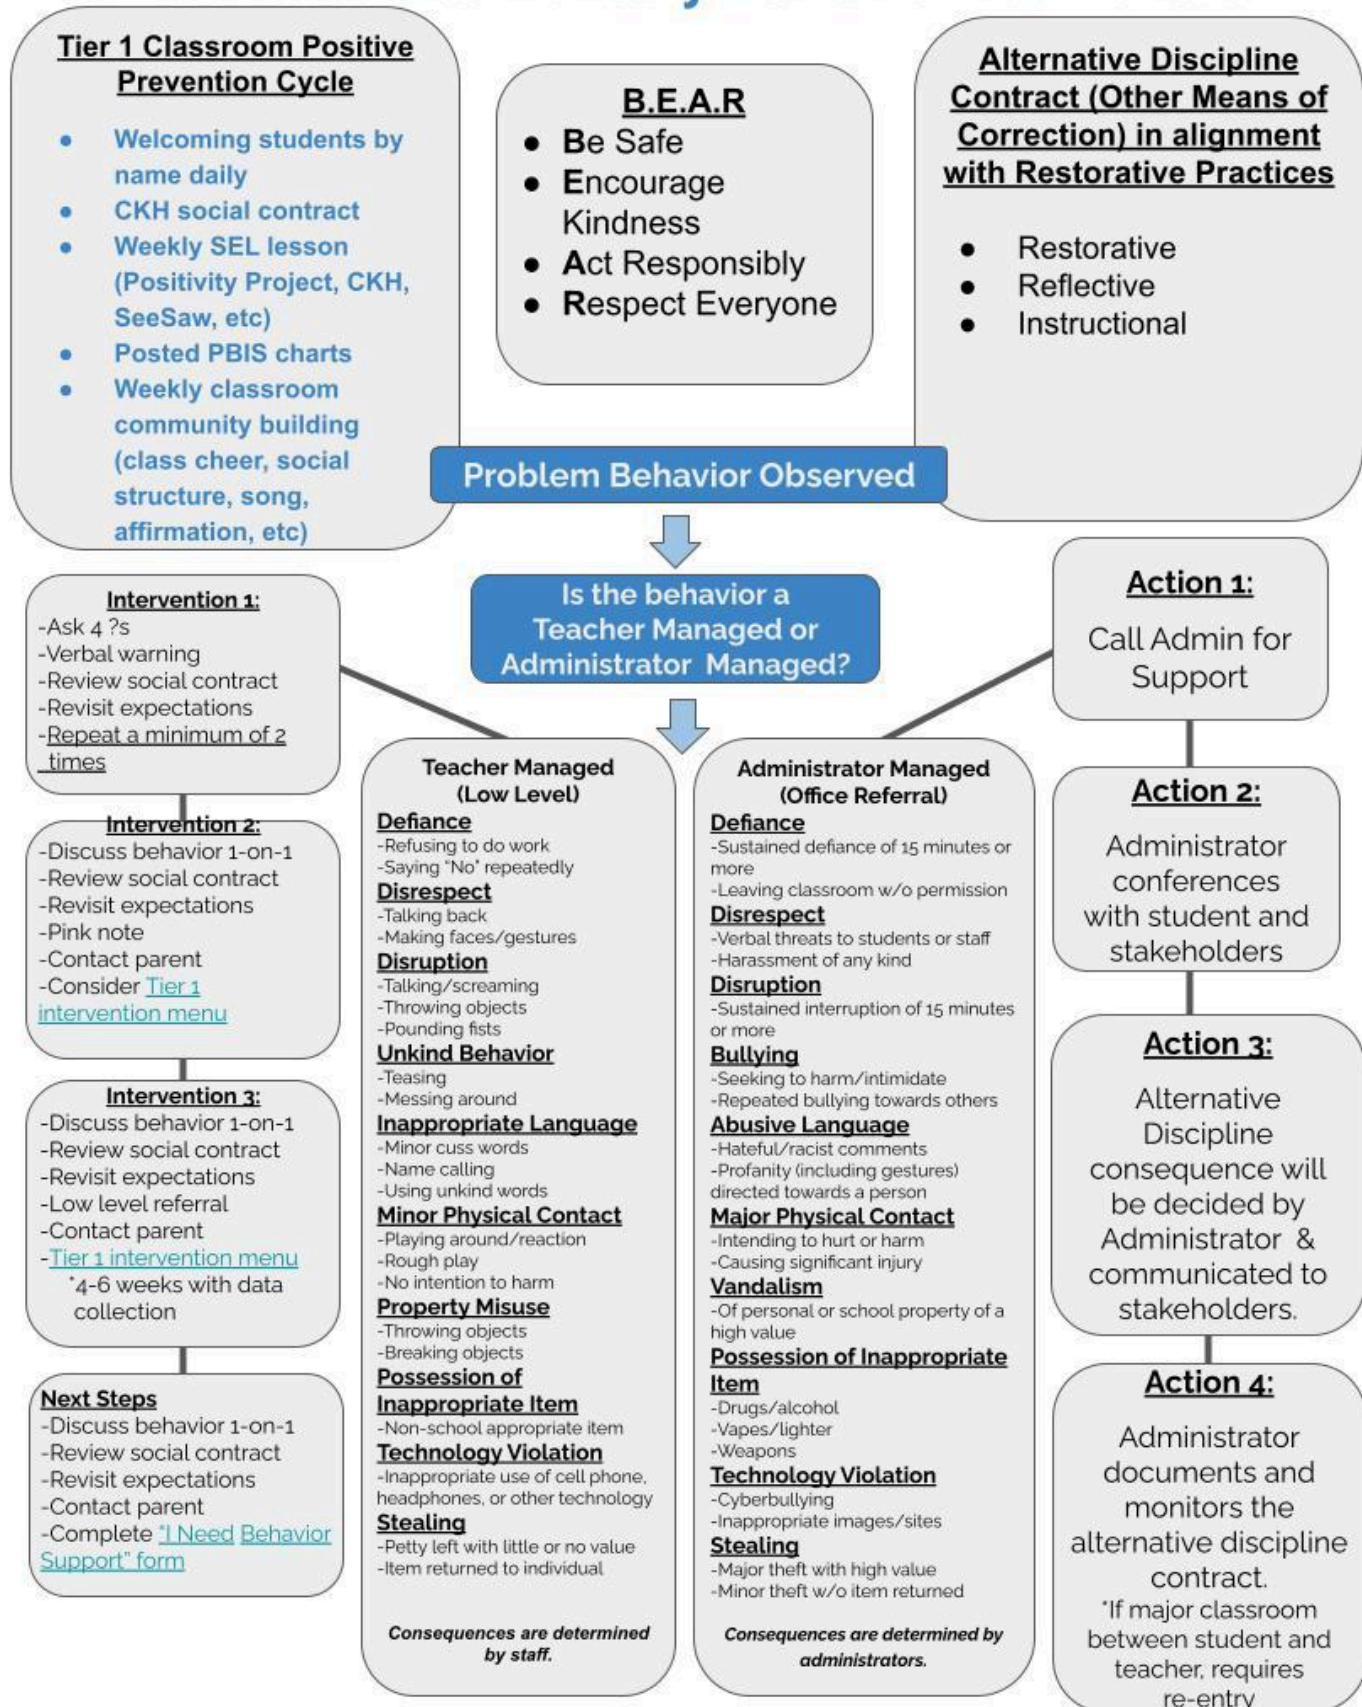 Tier 1 Classroom Positive
Prevention Cycle
● Welcoming students by
name daily
● CKH social contract
● Weekly SEL lesson
(Positivity Project, CKH,
SeeSaw, etc)
● Posted PBIS charts
● Weekly classroom
community building
(class cheer, social
structure, song,
affirmation, etc)
B.E.A.R
● Be Safe
● Encourage
Kindness
● Act Responsibly
● Respect Everyone
Alternative Discipline
Contract (Other Means of
Correction) in alignment
with Restorative Practices
● Restorative
● Reflective
● Instructional
Problem Behavior Observed
Is the behavior a
Teacher Managed or
Administrator Managed?
Intervention 1:
-Ask 4 ?s
-Verbal warning
-Review social contract
-Revisit expectations
-Repeat a minimum of 2
times
Intervention 2:
-Discuss behavior 1-on-1
-Review social contract
-Revisit expectations
-Pink note
-Contact parent
-Consider Tier 1
intervention menu
Intervention 3:
-Discuss behavior 1-on-1
-Review social contract
-Revisit expectations
-Low level referral
-Contact parent
-Tier 1 intervention menu
*4-6 weeks with data
collection
Next Steps
-Discuss behavior 1-on-1
-Review social contract
-Revisit expectations
-Contact parent
-Complete "I Need Behavior
Support" form
Teacher Managed
(Low Level)
Defiance
-Refusing to do work
-Saying "No" repeatedly
Disrespect
-Talking back
-Making faces/gestures
Disruption
-Talking/screaming
-Throwing objects
-Pounding fists
Unkind Behavior
-Teasing
-Messing around
Inappropriate Language
-Minor cuss words
-Name calling
-Using unkind words
Minor Physical Contact
-Playing around/reaction
-Rough play
-No intention to harm
Property Misuse
-Throwing objects
-Breaking objects
Possession of
Inappropriate Item
-Non-school appropriate item
Technology Violation
-Inappropriate use of cell phone,
headphones, or other technology
Stealing
-Petty left with little or no value
-Item returned to individual
Consequences are determined
by staff.
Administrator Managed
(Office Referral)
Defiance
-Sustained defiance of 15 minutes or
more
-Leaving classroom w/o permission
Disrespect
-Verbal threats to students or staff
-Harassment of any kind
Disruption
-Sustained interruption of 15 minutes
or more
Bullying
-Seeking to harm/intimidate
-Repeated bullying towards others
Abusive Language
-Hateful/racist comments
-Profanity (including gestures)
directed towards a person
Major Physical Contact
-Intending to hurt or harm
-Causing significant injury
Vandalism
-Of personal or school property of a
high value
Possession of Inappropriate
Item
-Drugs/alcohol
-Vapes/lighter
-Weapons
Technology Violation
-Cyberbullying
-Inappropriate images/sites
Stealing
-Major theft with high value
-Minor theft w/o item returned
Consequences are determined by
administrators.
Action 1:
Call Admin for
Support
Action 2:
Administrator
conferences
with student and
stakeholders
Action 3:
Alternative
Discipline
consequence will
be decided by
Administrator &
communicated to
stakeholders.
Action 4:
Administrator
documents and
monitors the
alternative discipline
contract.
*If major classroom
between student and
teacher, requires
re-entry